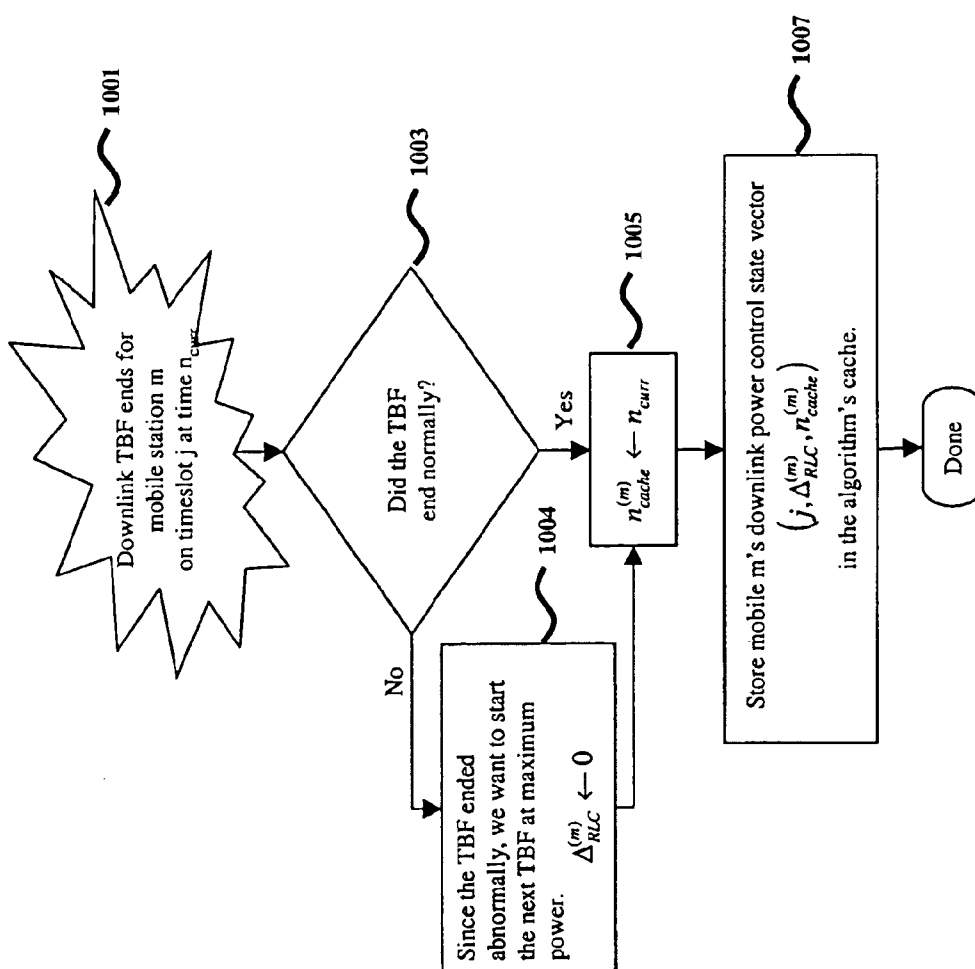 1001
Downlink TBF ends for
mobile station m
on timeslot j at time n_curr
1003
Did the TBF
end normally?
No
Yes
1004
Since the TBF ended
abnormally, we want to start
the next TBF at maximum
power.
Δ_RLC^(m) ← 0
1005
n_cache^(m) ← n_curr
1007
Store mobile m's downlink power control state vector
(j, Δ_RLC^(m), n_cache^(m))
in the algorithm's cache.
Done